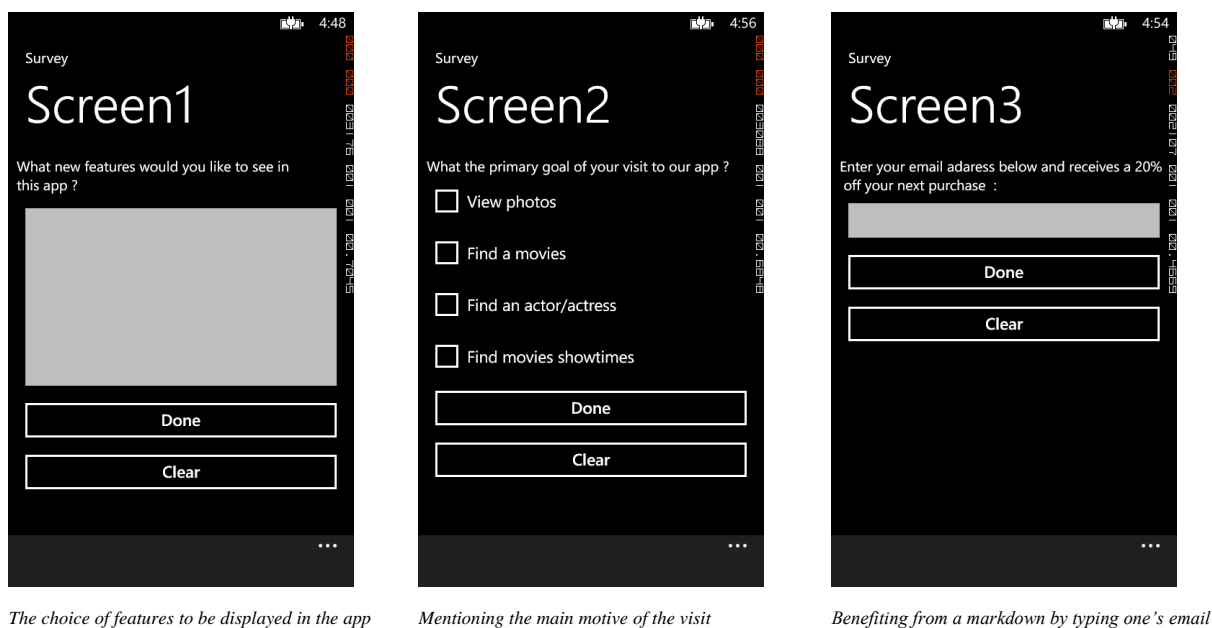 4:48
Survey
Screen1
What new features would you like to see in
this app ?
Done
Clear
...
The choice of features to be displayed in the app
4:56
Survey
Screen2
What the primary goal of your visit to our app ?
View photos
Find a movies
Find an actor/actress
Find movies showtimes
Done
Clear
...
Mentioning the main motive of the visit
4:54
Survey
Screen3
Enter your email adaress below and receives a 20%
off your next purchase :
Done
Clear
...
Benefiting from a markdown by typing one’s email